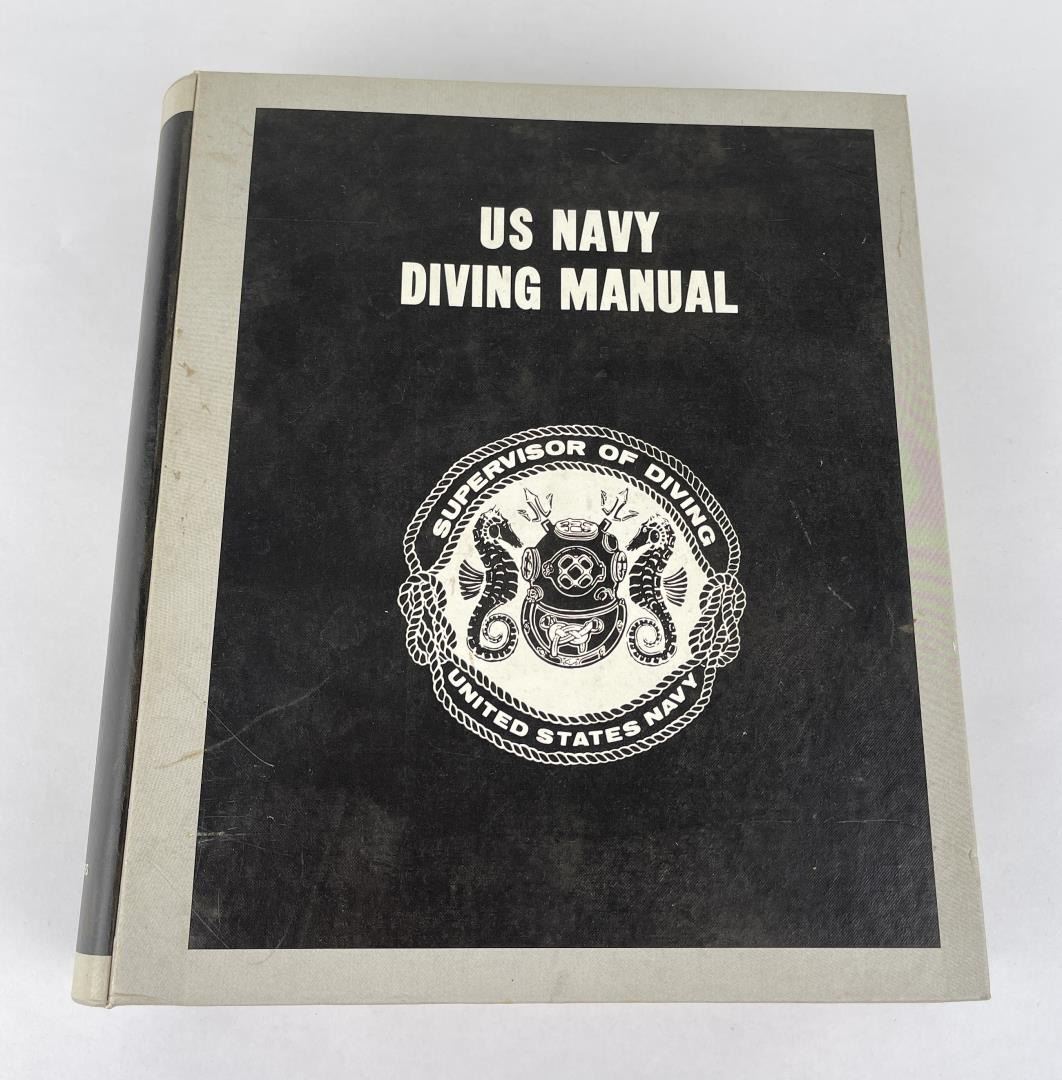 US NAVY
DIVING MANUAL
SUPERVISOR OF DIVING
UNITED STATES NAVY